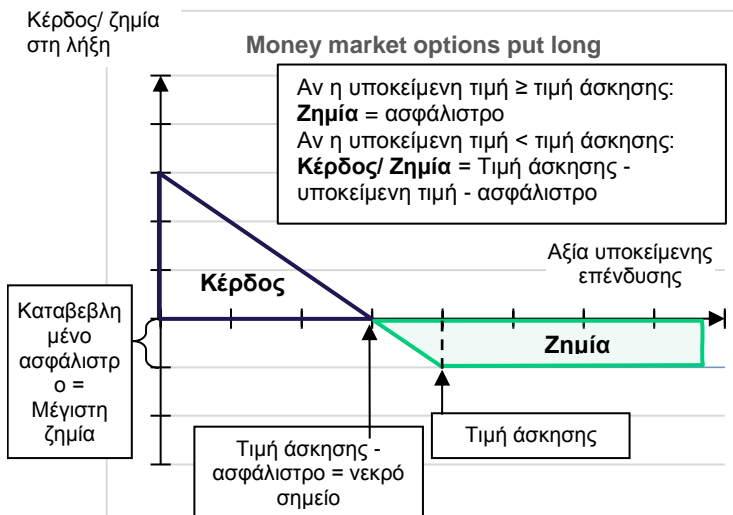 Κέρδος/ ζημία
στη λήξη
Money market options put long
Αν η υποκείμενη τιμή ≥ τιμή άσκησης:
Ζημία = ασφάλιστρο
Αν η υποκείμενη τιμή < τιμή άσκησης:
Κέρδος/ Ζημία = Τιμή άσκησης -
υποκείμενη τιμή - ασφάλιστρο
Αξία υποκείμενης
επένδυσης
Κέρδος
Καταβεβλη
μένο
ασφάλιστρ
ο =
Μέγιστη
ζημία
Ζημία
Τιμή άσκησης -
ασφάλιστρο = νεκρό
σημείο
Τιμή άσκησης